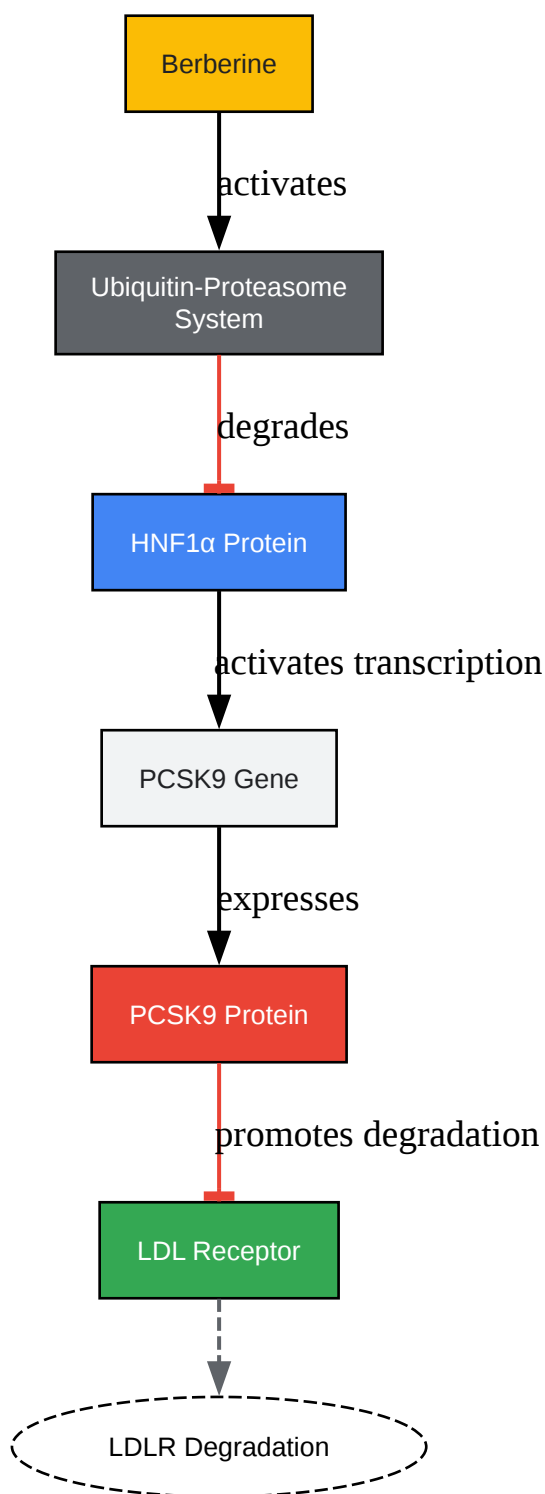 Berberine
activates
Ubiquitin-Proteasome
System
degrades
HNF1α Protein
activates transcription
PCSK9 Gene
expresses
PCSK9 Protein
promotes degradation
LDL Receptor
LDLR Degradation